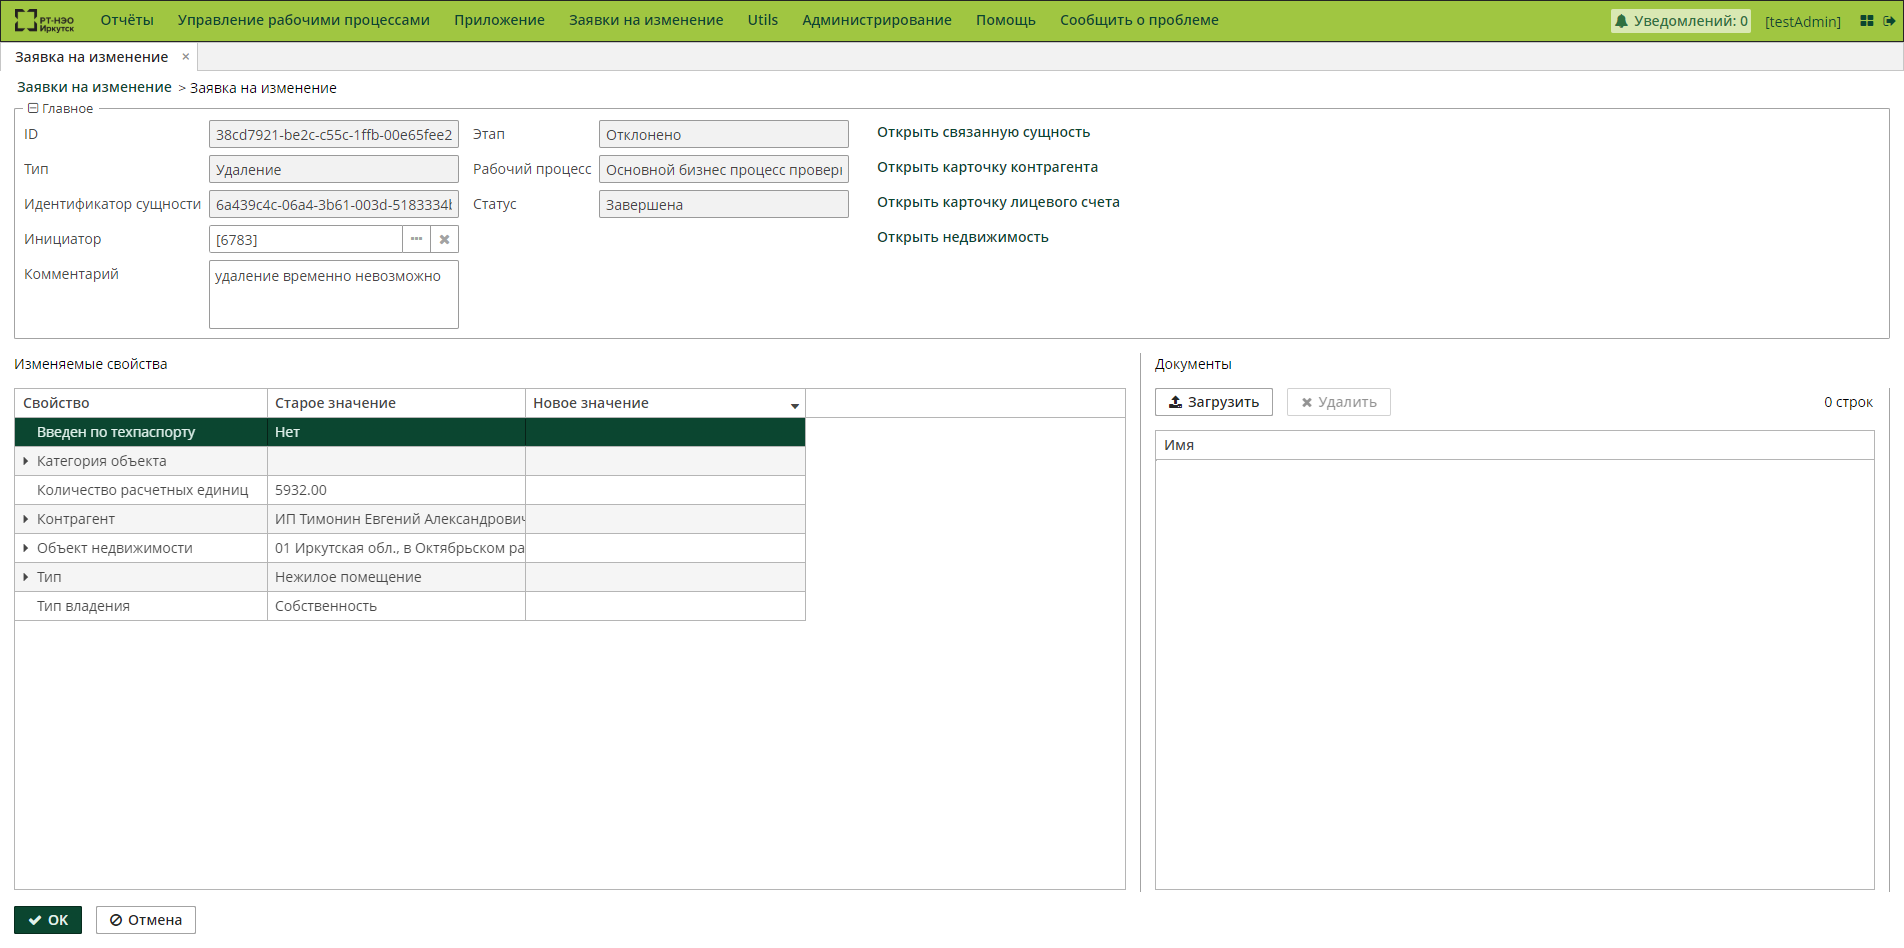 РТ-НЭО
Иркутск
Отчёты Управление рабочими процессами Приложение Заявки на изменение Utils Администрирование Помощь Сообщить о проблеме Уведомлений: 0 [testAdmin]
Заявка на изменение ×
Заявки на изменение > Заявка на изменение
Главное
ID 38cd7921-be2c-c55c-1ffb-00e65fee2 Этап Отклонено Открыть связанную сущность
Тип Удаление Рабочий процесс Основной бизнес процесс Открыть карточку контрагента
Идентификатор сущности 6a439c4c-06a4-3b61-003d-5183334 Статус Завершена Открыть карточку лицевого счета
Инициатор [6783] Открыть недвижимость
Комментарий удаление временно невозможно
Изменяемые свойства Документы
Загрузить Удалить 0 строк
Свойство Старое значение Новое значение
Имя
Введен по техпаспорту Нет
Категория объекта
Количество расчетных единиц 5932.00
Контрагент ИП Тимонин Евгений Александрович
Объект недвижимости 01 Иркутская обл., в Октябрьском ра
Тип Нежилое помещение
Тип владения Собственность
OK Отмена